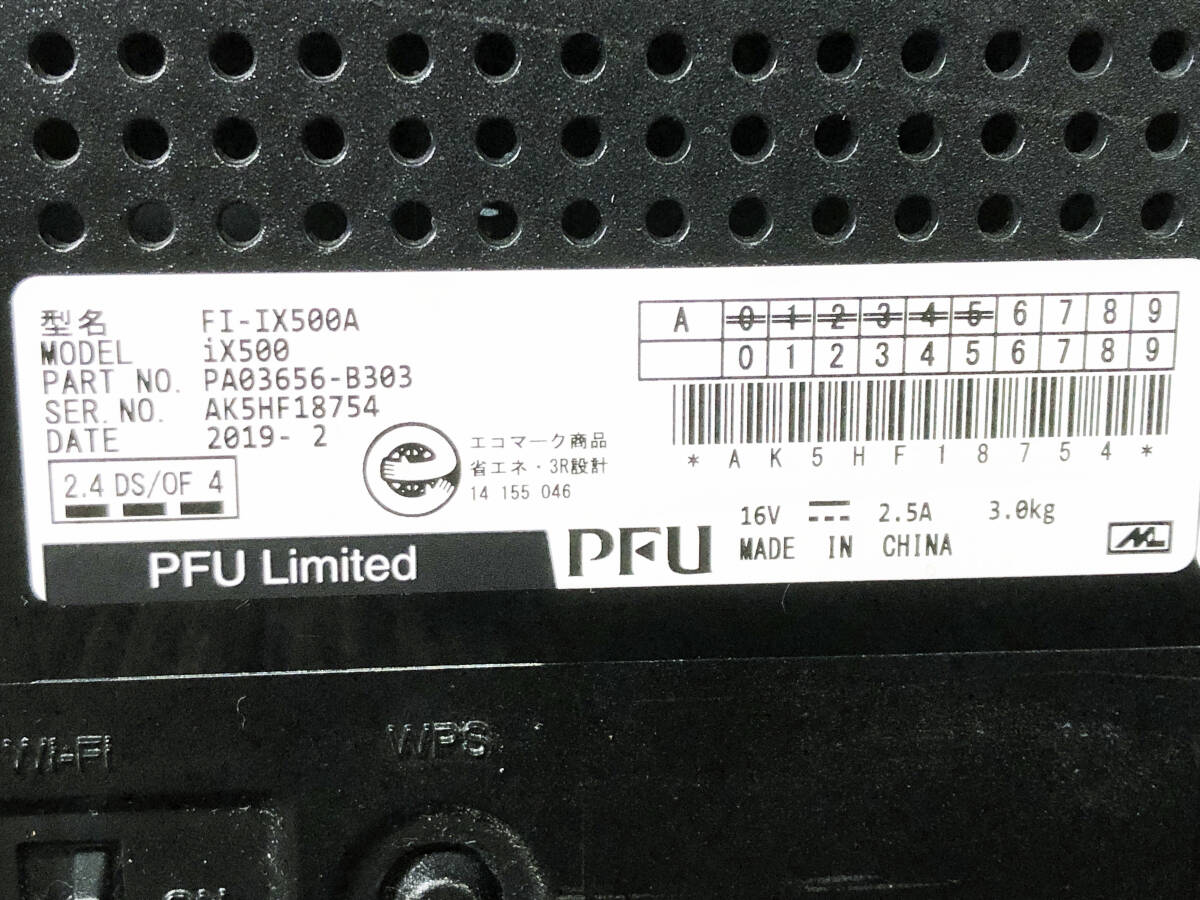 型名 FI-IX500A
MODEL iX500
PART NO. PA03656-B303
SER. NO. AK5HF18754
DATE 2019- 2
2.4 DS/OF 4
エコマーク商品
省エネ・3R設計
14 155 046
A 0 1 2 3 4 5 6 7 8 9
0 1 2 3 4 5 6 7 8 9
* A K 5 H F 1 8 7 5 4 *
16V 2.5A 3.0kg
MADE IN CHINA
PFU Limited
PFU
Wi-Fi
WPS